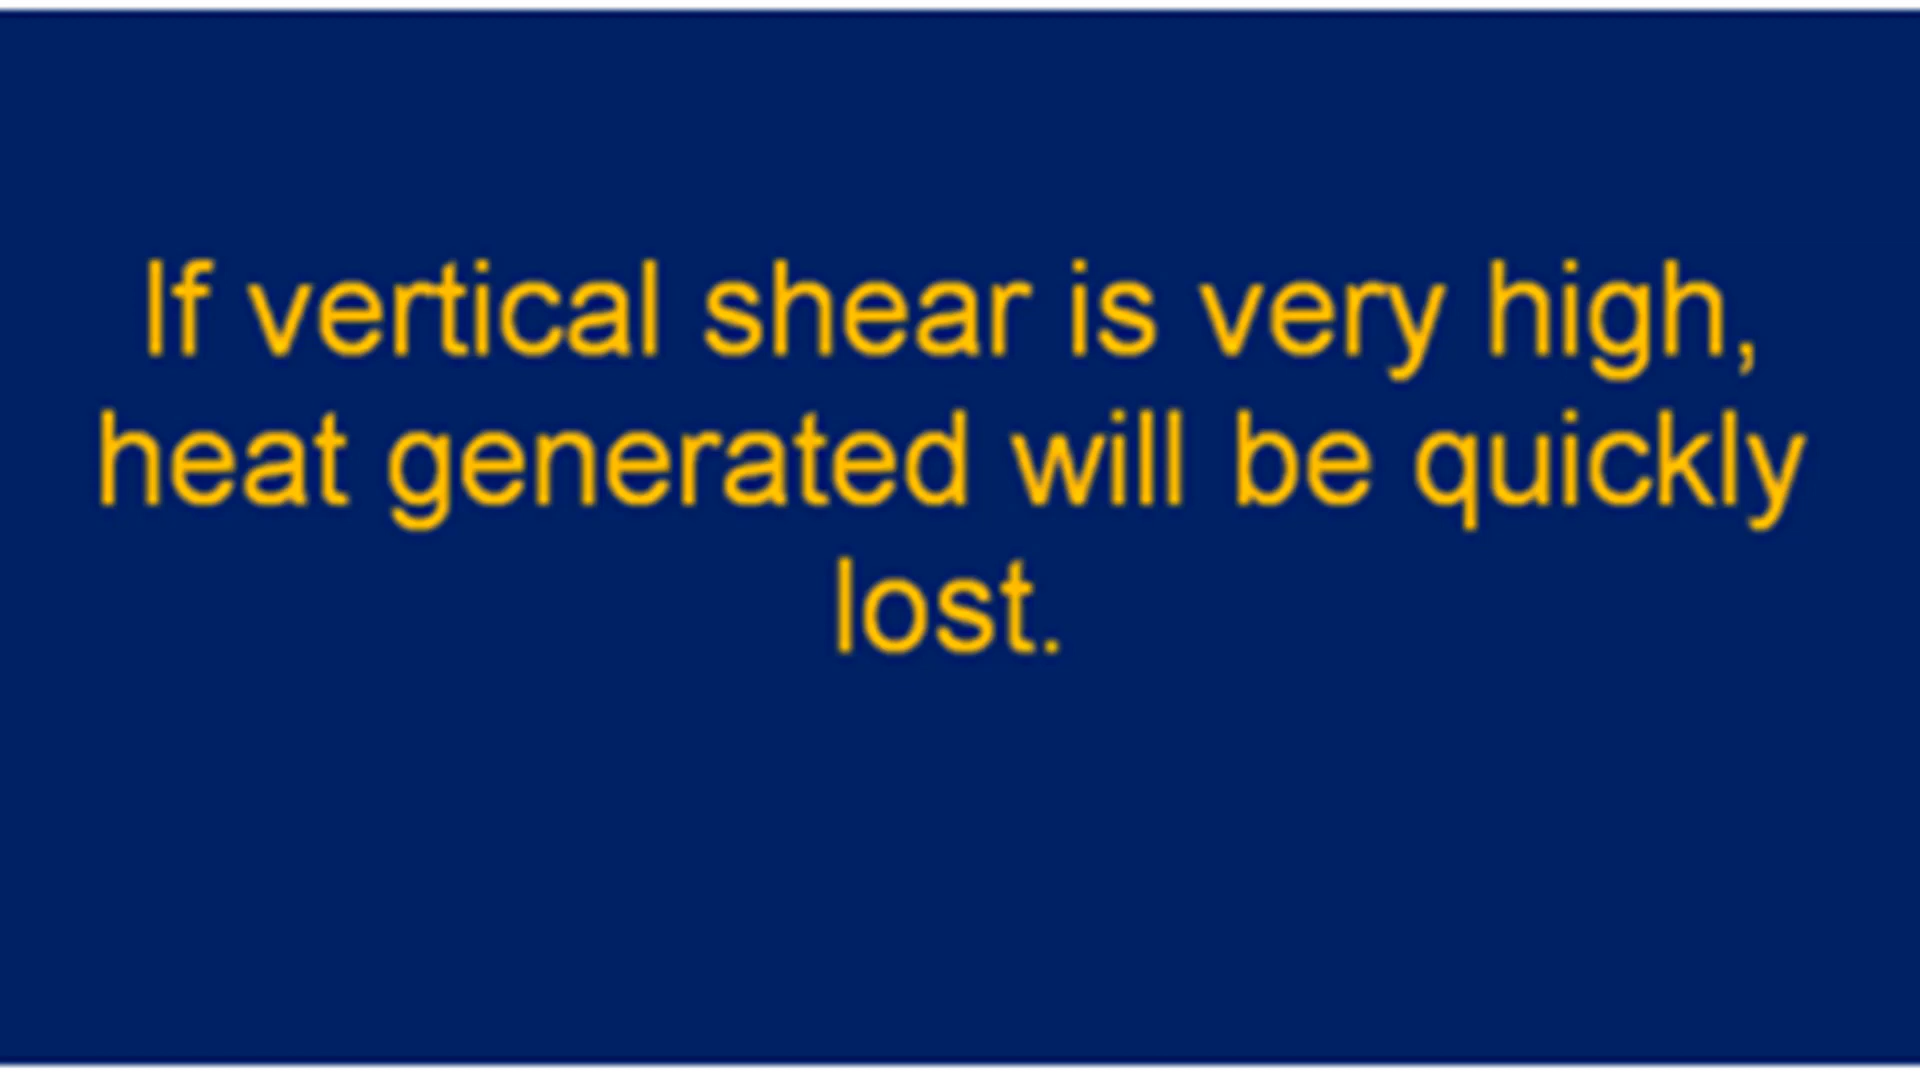 If vertical shear is very high,
heat generated will be quickly
lost.